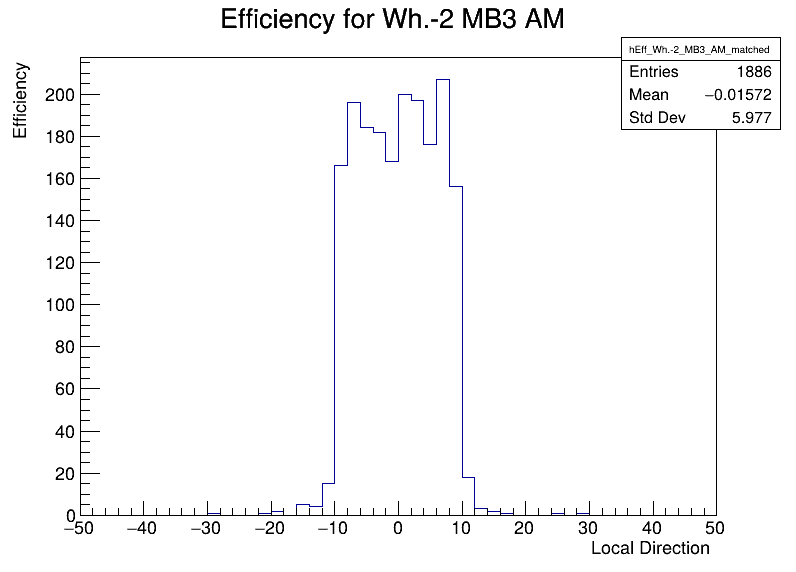 Efficiency for Wh.-2 MB3 AM
hEff_Wh.-2_MB3_AM_matched
Entries 1886
Mean −0.01572
Std Dev 5.977
Efficiency
200
180
160
140
120
100
80
60
40
20
0
−50 −40 −30 −20 −10 0 10 20 30 40 50
Local Direction